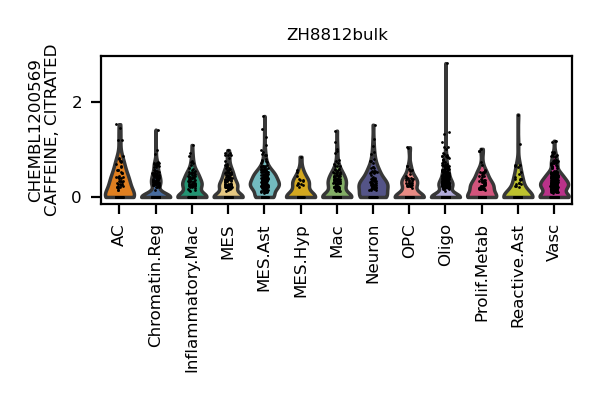 ZH8812bulk
CHEMBL1200569
CAFFEINE, CITRATED
2
0
AC
Chromatin.Reg
Inflammatory.Mac
MES
MES.Ast
MES.Hyp
Mac
Neuron
OPC
Oligo
Prolif.Metab
Reactive.Ast
Vasc